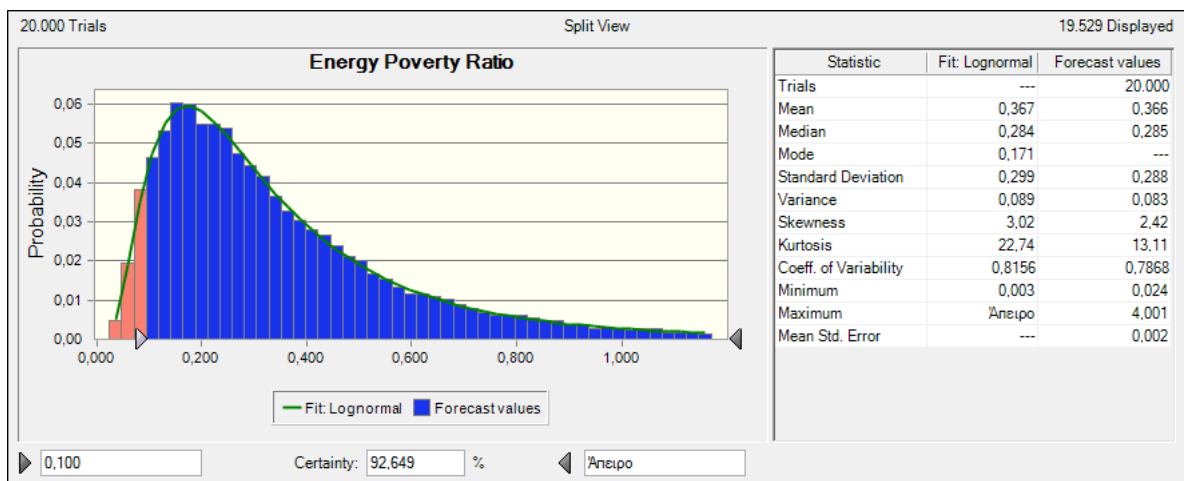 20.000 Trials Split View 19.529 Displayed
Energy Poverty Ratio
Probability
0,06
0,05
0,04
0,03
0,02
0,01
0,00
0,000 0,200 0,400 0,600 0,800 1,000
Fit: Lognormal Forecast values
Statistic Fit: Lognormal Forecast values
Trials --- 20.000
Mean 0,367 0,366
Median 0,284 0,285
Mode 0,171 ---
Standard Deviation 0,299 0,288
Variance 0,089 0,083
Skewness 3,02 2,42
Kurtosis 22,74 13,11
Coeff. of Variability 0,8156 0,7868
Minimum 0,003 0,024
Maximum Άπειρο 4,001
Mean Std. Error --- 0,002
0,100 Certainty: 92,649 % Άπειρο